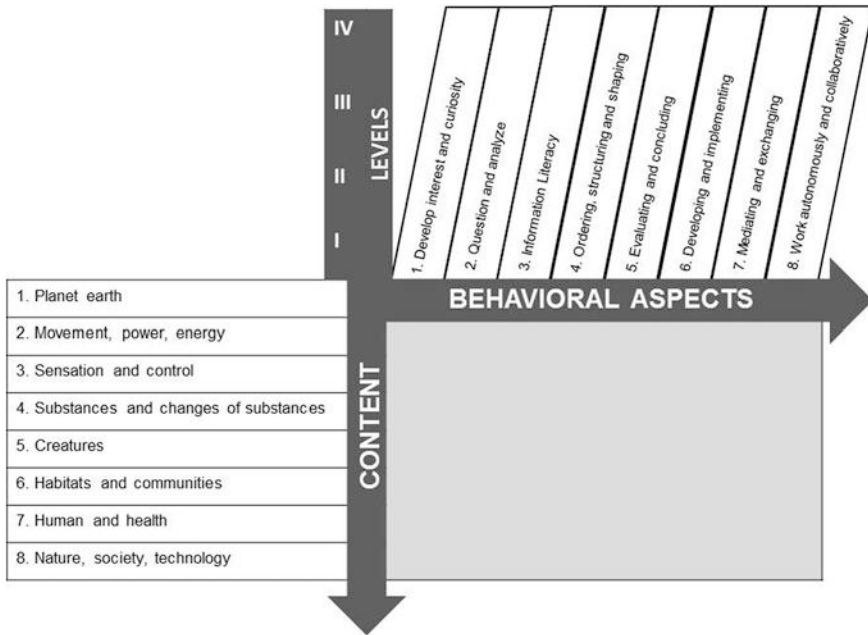 IV
III
II
I
LEVELS
1. Develop interest and curiosity
2. Question and analyze
3. Information Literacy
4. Ordering, structuring and shaping
5. Evaluating and concluding
6. Developing and implementing
7. Mediating and exchanging
8. Work autonomously and collaboratively
BEHAVIORAL ASPECTS
CONTENT
1. Planet earth
2. Movement, power, energy
3. Sensation and control
4. Substances and changes of substances
5. Creatures
6. Habitats and communities
7. Human and health
8. Nature, society, technology